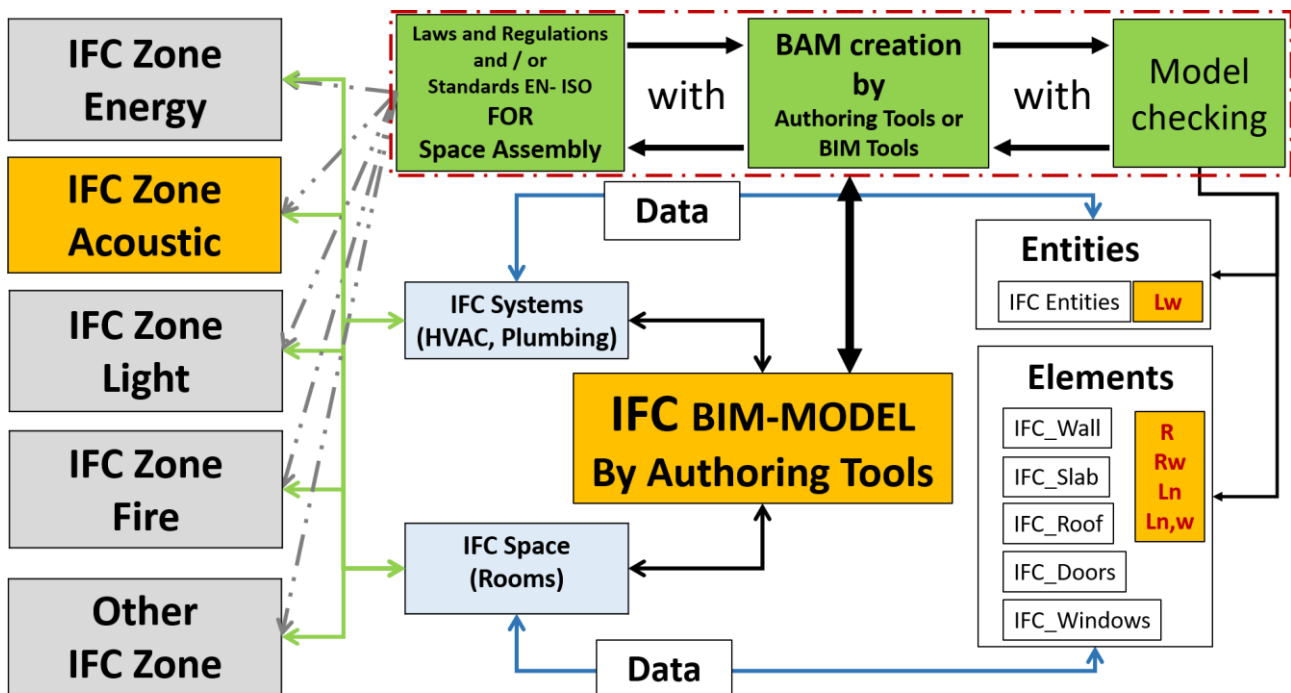 IFC Zone
Energy
IFC Zone
Acoustic
IFC Zone
Light
IFC Zone
Fire
Other
IFC Zone
Laws and Regulations
and / or
Standards EN- ISO
FOR
Space Assembly
with
BAM creation
by
Authoring Tools or
BIM Tools
with
Model
checking
Data
IFC Systems
(HVAC, Plumbing)
IFC BIM-MODEL
By Authoring Tools
IFC Space
(Rooms)
Data
Entities
IFC Entities
Lw
Elements
IFC_Wall
IFC_Slab
IFC_Roof
IFC_Doors
IFC_Windows
R
Rw
Ln
Ln,w